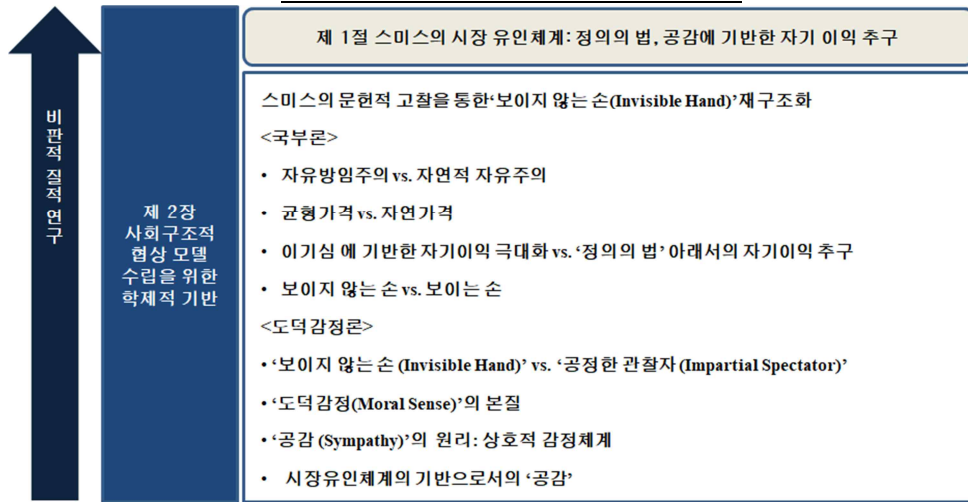 제 1절 스미스의 시장 유인체계: 정의의 법, 공감에 기반한 자기 이익 추구
비판적 질적 연구
제 2장
사회구조적
협상 모델
수립을 위한
학제적 기반
스미스의 문헌적 고찰을 통한‘보이지 않는 손(Invisible Hand)’재구조화
<국부론>
• 자유방임주의 vs. 자연적 자유주의
• 균형가격 vs. 자연가격
• 이기심 에 기반한 자기이익 극대화 vs. ‘정의의 법’ 아래서의 자기이익 추구
• 보이지 않는 손 vs. 보이는 손
<도덕감정론>
• ‘보이지 않는 손 (Invisible Hand)’ vs. ‘공정한 관찰자 (Impartial Spectator)’
• ‘도덕감정(Moral Sense)’의 본질
• ‘공감 (Sympathy)’의 원리: 상호적 감정체계
• 시장유인체계의 기반으로서의 ‘공감’